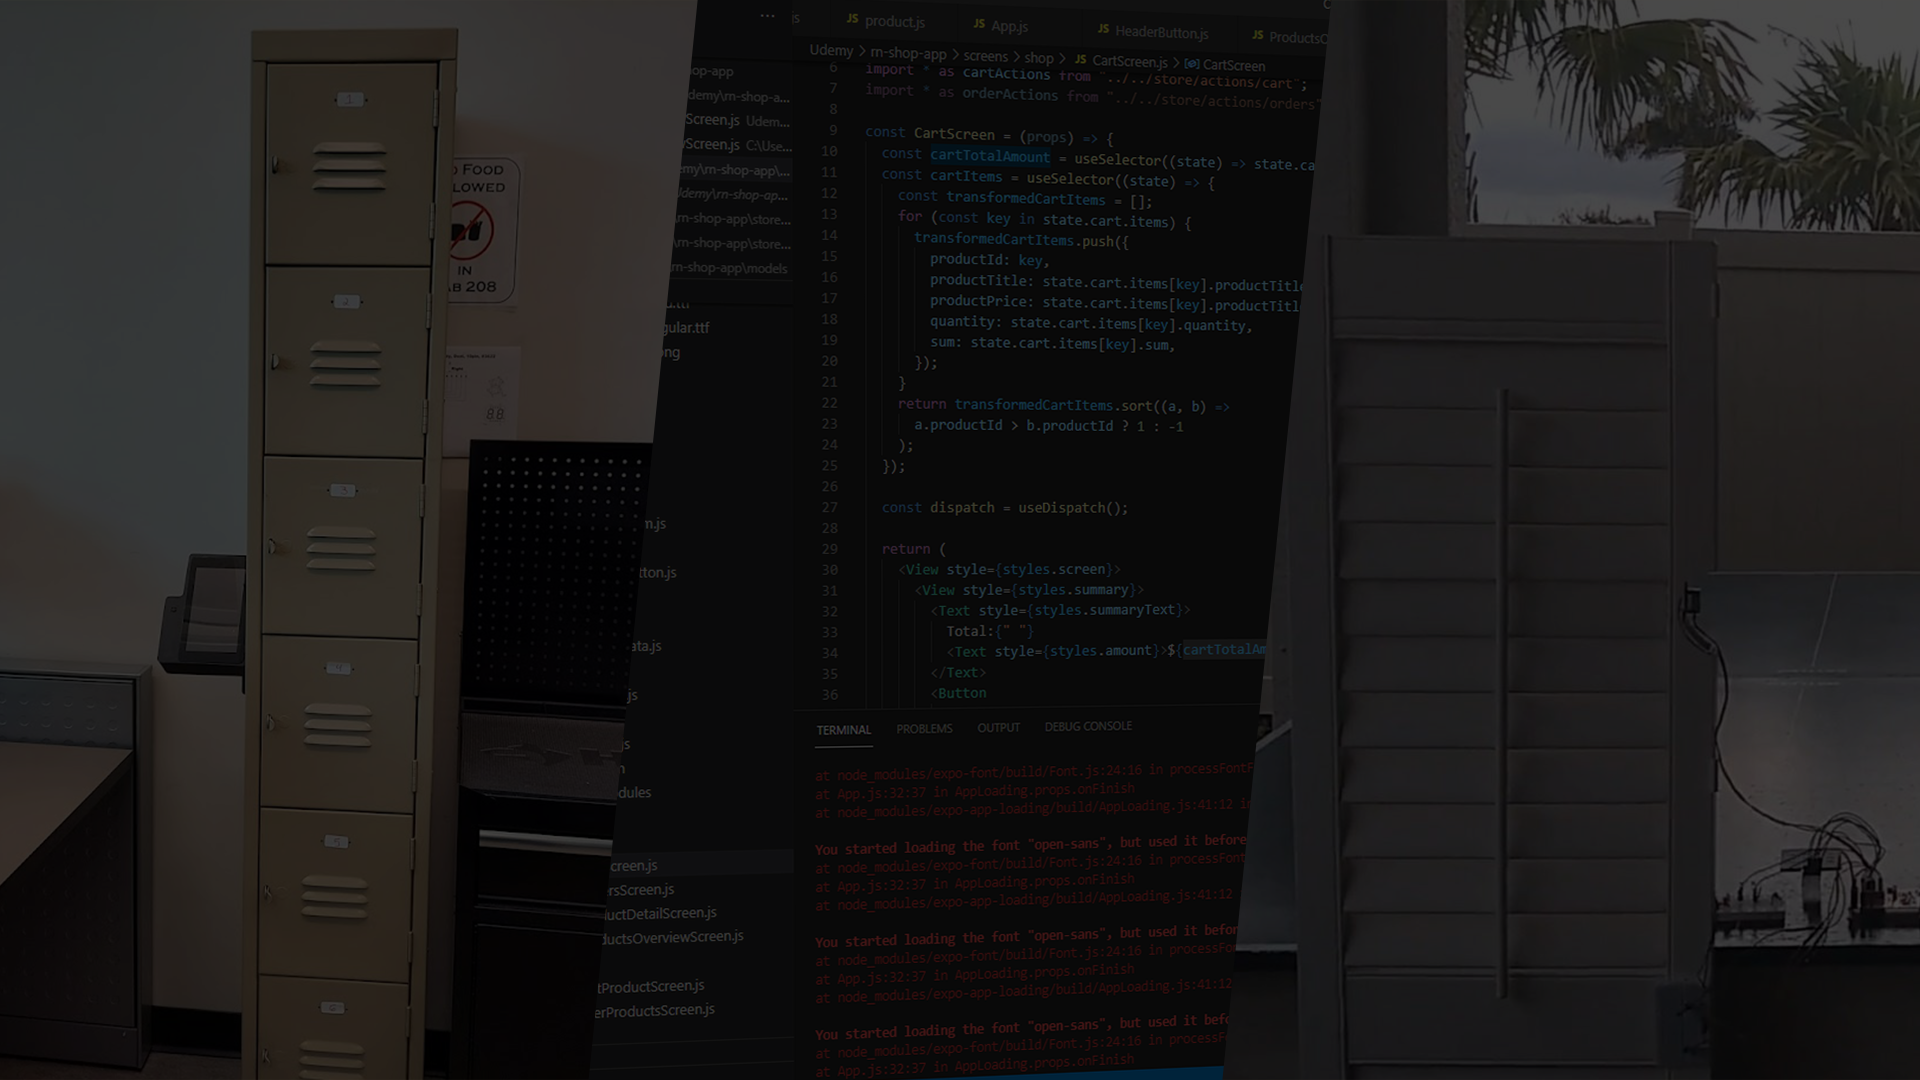 1
2
3
4
5
6
FOOD
LOWED
IN
AB 208
88
product.js
App.js
HeaderButton.js
Udemy > rn-shop-app > screens > shop > CartScreen.js > CartScreen
6 import * as cartActions from "../../store/actions/cart";
7 import * as orderActions from "../../store/actions/orders"
8
9 const CartScreen = (props) => {
10 const cartTotalAmount = useSelector((state) => state.ca
11 const cartItems = useSelector((state) => {
12 const transformedCartItems = [];
13 for (const key in state.cart.items) {
14 transformedCartItems.push({
15 productId: key,
16 productTitle: state.cart.items[key].productTitle
17 productPrice: state.cart.items[key].productTitl
18 quantity: state.cart.items[key].quantity,
19 sum: state.cart.items[key].sum,
20 });
21 }
22 return transformedCartItems.sort((a, b) =>
23 a.productId > b.productId ? 1 : -1
24 );
25 });
26
27 const dispatch = useDispatch();
28
29 return (
30 <View style={styles.screen}>
31 <View style={styles.summary}>
32 <Text style={styles.summaryText}>
33 Total:{" "}
34 <Text style={styles.amount}>${cartTotalAm
35 </Text>
36 <Button
op-app
demy\rn-shop-a...
Screen.js Udem...
Screen.js C:\Use...
my\rn-shop-app\...
demy\rn-shop-ap...
rn-shop-app\store...
rn-shop-app\store...
rn-shop-app\models
gular.ttf
ong
m.js
tton.js
ata.js
js
dules
creen.js
rsScreen.js
uctDetailScreen.js
ductsOverviewScreen.js
tProductScreen.js
erProductsScreen.js
TERMINAL PROBLEMS OUTPUT DEBUG CONSOLE
at node_modules/expo-font/build/Font.js:24:16 in processFontF
at App.js:32:37 in AppLoading.props.onFinish
at node_modules/expo-app-loading/build/AppLoading.js:41:12 in
You started loading the font "open-sans", but used it before
at node_modules/expo-font/build/Font.js:24:16 in processFont
at App.js:32:37 in AppLoading.props.onFinish
at node_modules/expo-app-loading/build/AppLoading.js:41:12
You started loading the font "open-sans", but used it befor
at node_modules/expo-font/build/Font.js:24:16 in processFon
at App.js:32:37 in AppLoading.props.onFinish
at node_modules/expo-app-loading/build/AppLoading.js:41:12
You started loading the font "open-sans", but used it befo
at node_modules/expo-font/build/Font.js:24:16 in processFo
at App.js:32:37 in AppLoading.props.onFinish